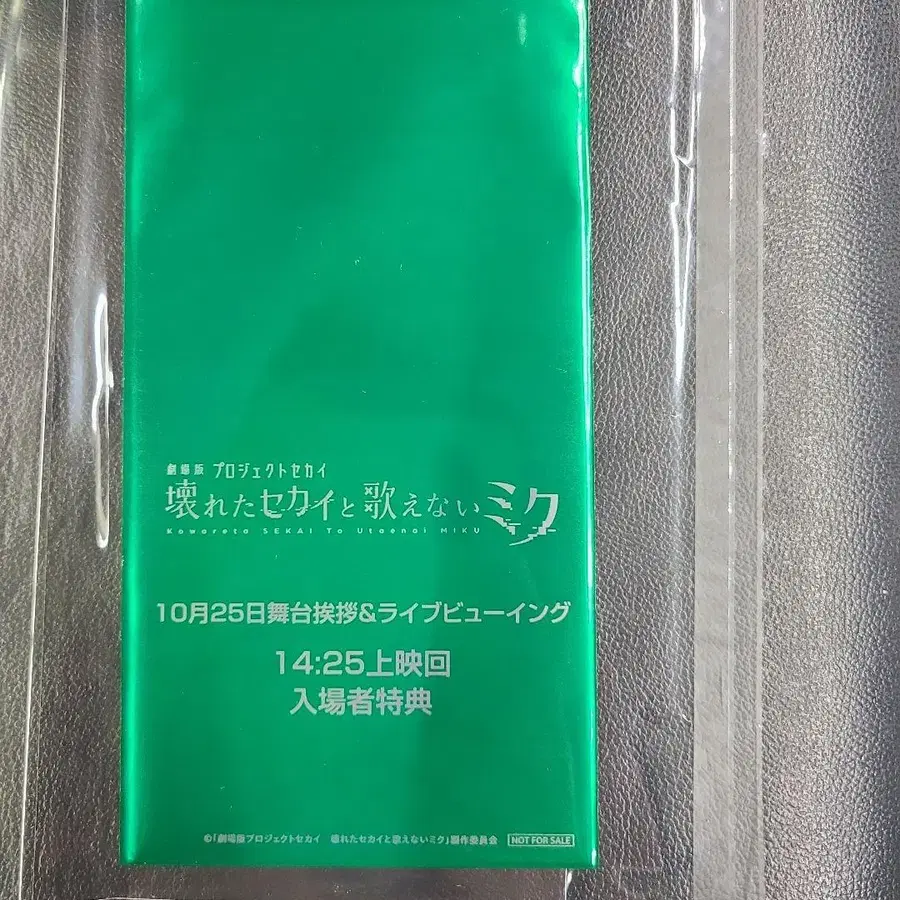 劇場版 プロジェクトセカイ
壊れたセカイと歌えないミク
Kowareta SEKAI To Utaenai MIKU
10月25日舞台挨拶&ライブビューイング
14:25上映回
入場者特典
©「劇場版プロジェクトセカイ 壊れたセカイと歌えないミク」製作委員会 NOT FOR SALE